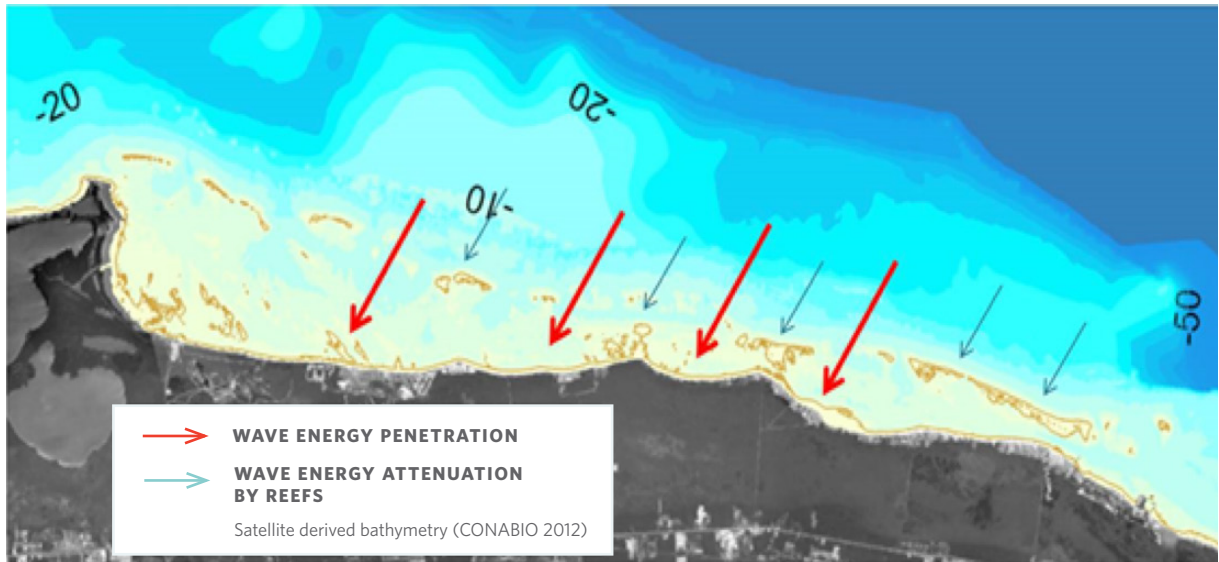 -20
-20
-10
-50
WAVE ENERGY PENETRATION
WAVE ENERGY ATTENUATION
BY REEFS
Satellite derived bathymetry (CONABIO 2012)